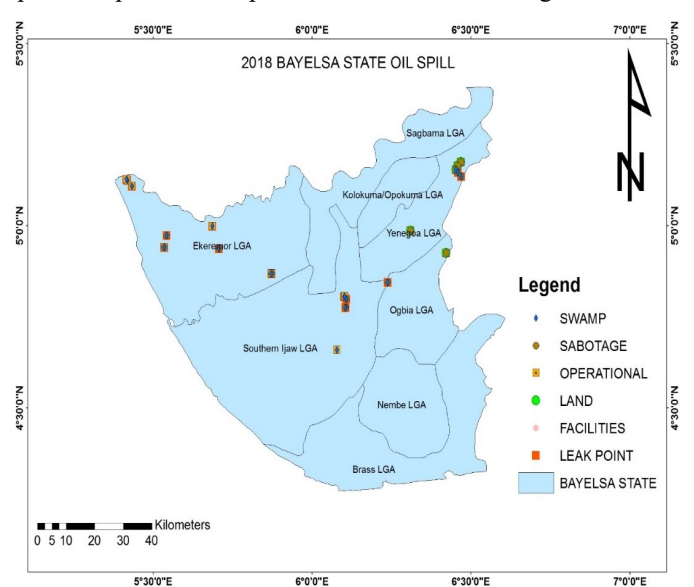 5°30'0"E 6°0'0"E 6°30'0"E 7°0'0"E
5°30'0"N 5°30'0"N
2018 BAYELSA STATE OIL SPILL
Sagbama LGA
N
Kolokuma/Opokuma LGA
5°0'0"N 5°0'0"N
Yenegoa LGA
Ekeremor LGA
Legend
Ogbia LGA
SWAMP
SABOTAGE
Southern Ijaw LGA
OPERATIONAL
LAND
4°30'0"N 4°30'0"N
Nembe LGA
FACILITIES
LEAK POINT
Brass LGA
BAYELSA STATE
Kilometers
0 5 10 20 30 40
5°30'0"E 6°0'0"E 6°30'0"E 7°0'0"E